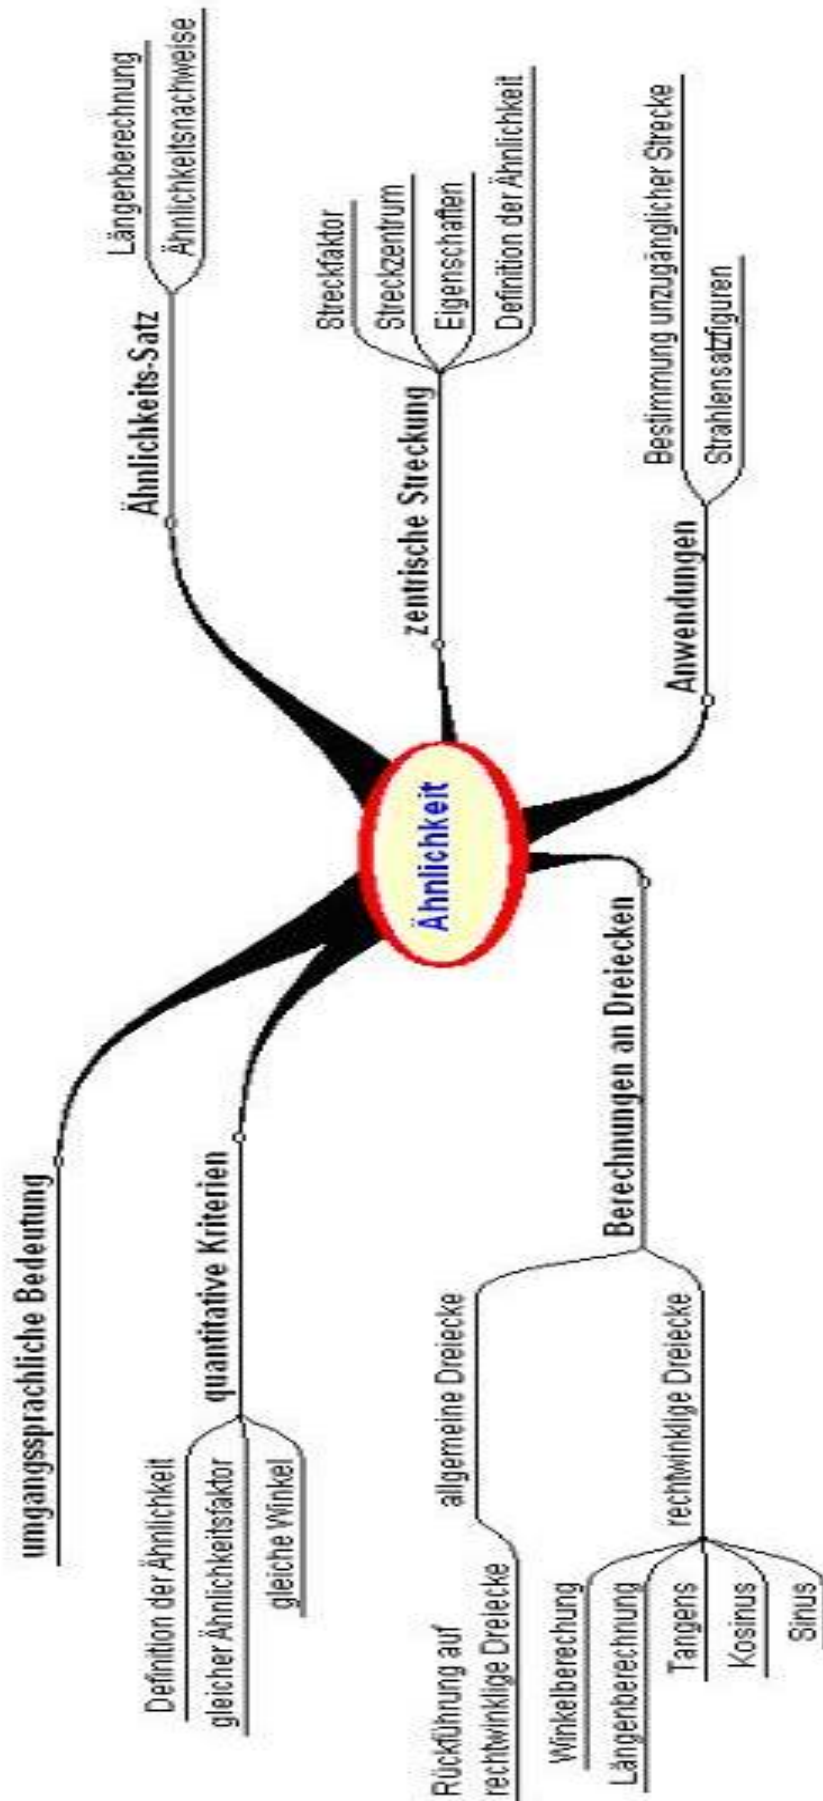 Ähnlichkeit
umgangssprachliche Bedeutung
quantitative Kriterien
Definition der Ähnlichkeit
gleicher Ähnlichkeitsfaktor
gleiche Winkel
Berechnungen an Dreiecken
allgemeine Dreiecke
Rückführung auf
rechtwinklige Dreiecke
rechtwinklige Dreiecke
Winkelberechung
Längenberechnung
Tangens
Kosinus
Sinus
Ähnlichkeits-Satz
Längenberechnung
Ähnlichkeitsnachweise
zentrische Streckung
Streckfaktor
Streckzentrum
Eigenschaften
Definition der Ähnlichkeit
Anwendungen
Bestimmung unzugänglicher Strecke
Strahlensatzfiguren